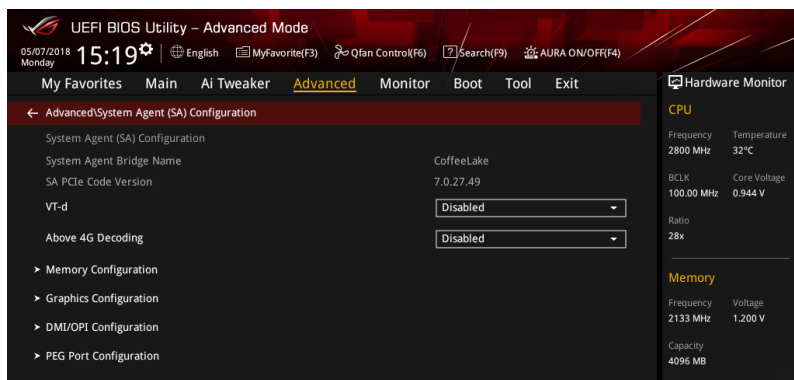 UEFI BIOS Utility – Advanced Mode
05/07/2018 Monday 15:19 English MyFavorite(F3) Qfan Control(F6) ? Search(F9) AURA ON/OFF(F4)
My Favorites Main Ai Tweaker Advanced Monitor Boot Tool Exit
Hardware Monitor
← Advanced\System Agent (SA) Configuration
System Agent (SA) Configuration
System Agent Bridge Name CoffeeLake
SA PCIe Code Version 7.0.27.49
VT-d Disabled
Above 4G Decoding Disabled
> Memory Configuration
> Graphics Configuration
> DMI/OPI Configuration
> PEG Port Configuration
CPU
Frequency Temperature
2800 MHz 32°C
BCLK Core Voltage
100.00 MHz 0.944 V
Ratio
28x
Memory
Frequency Voltage
2133 MHz 1.200 V
Capacity
4096 MB